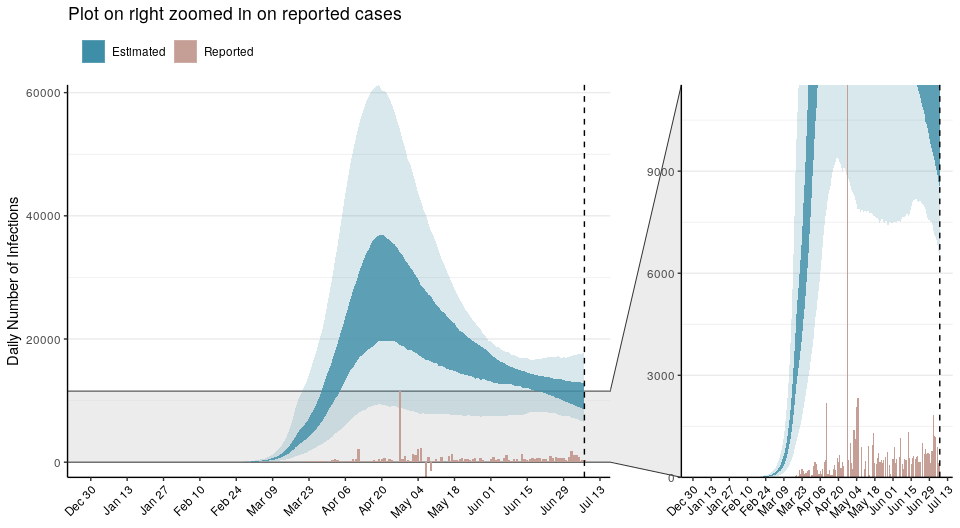 Plot on right zoomed in on reported cases
Estimated Reported
Daily Number of Infections
60000
40000
20000
0
Dec 30 Jan 13 Jan 27 Feb 10 Feb 24 Mar 09 Mar 23 Apr 06 Apr 20 May 04 May 18 Jun 01 Jun 15 Jun 29 Jul 13
9000
6000
3000
0
Dec 30 Jan 13 Jan 27 Feb 10 Feb 24 Mar 09 Mar 23 Apr 06 Apr 20 May 04 May 18 Jun 01 Jun 15 Jun 29 Jul 13